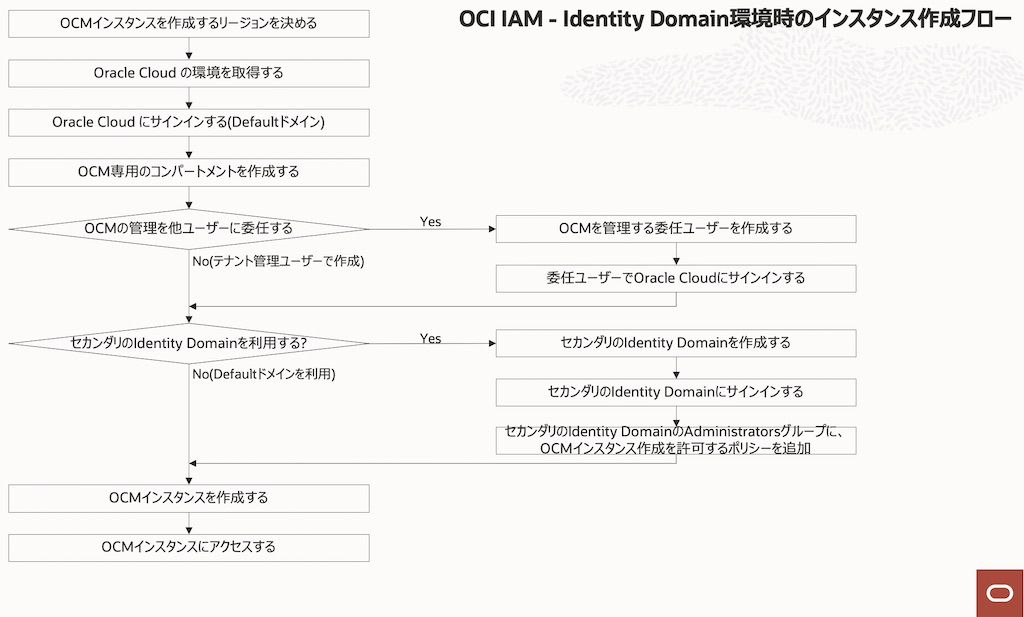 OCI IAM - Identity Domain環境時のインスタンス作成フロー
OCMインスタンスを作成するリージョンを決める
Oracle Cloud の環境を取得する
Oracle Cloud にサインインする(Defaultドメイン)
OCM専用のコンパートメントを作成する
OCMの管理を他ユーザーに委任する
Yes
OCMを管理する委任ユーザーを作成する
No(テナント管理ユーザーで作成)
委任ユーザーでOracle Cloudにサインインする
セカンダリのIdentity Domainを利用する?
Yes
セカンダリのIdentity Domainを作成する
No(Defaultドメインを利用)
セカンダリのIdentity Domainにサインインする
セカンダリのIdentity DomainのAdministratorsグループに、
OCMインスタンス作成を許可するポリシーを追加
OCMインスタンスを作成する
OCMインスタンスにアクセスする